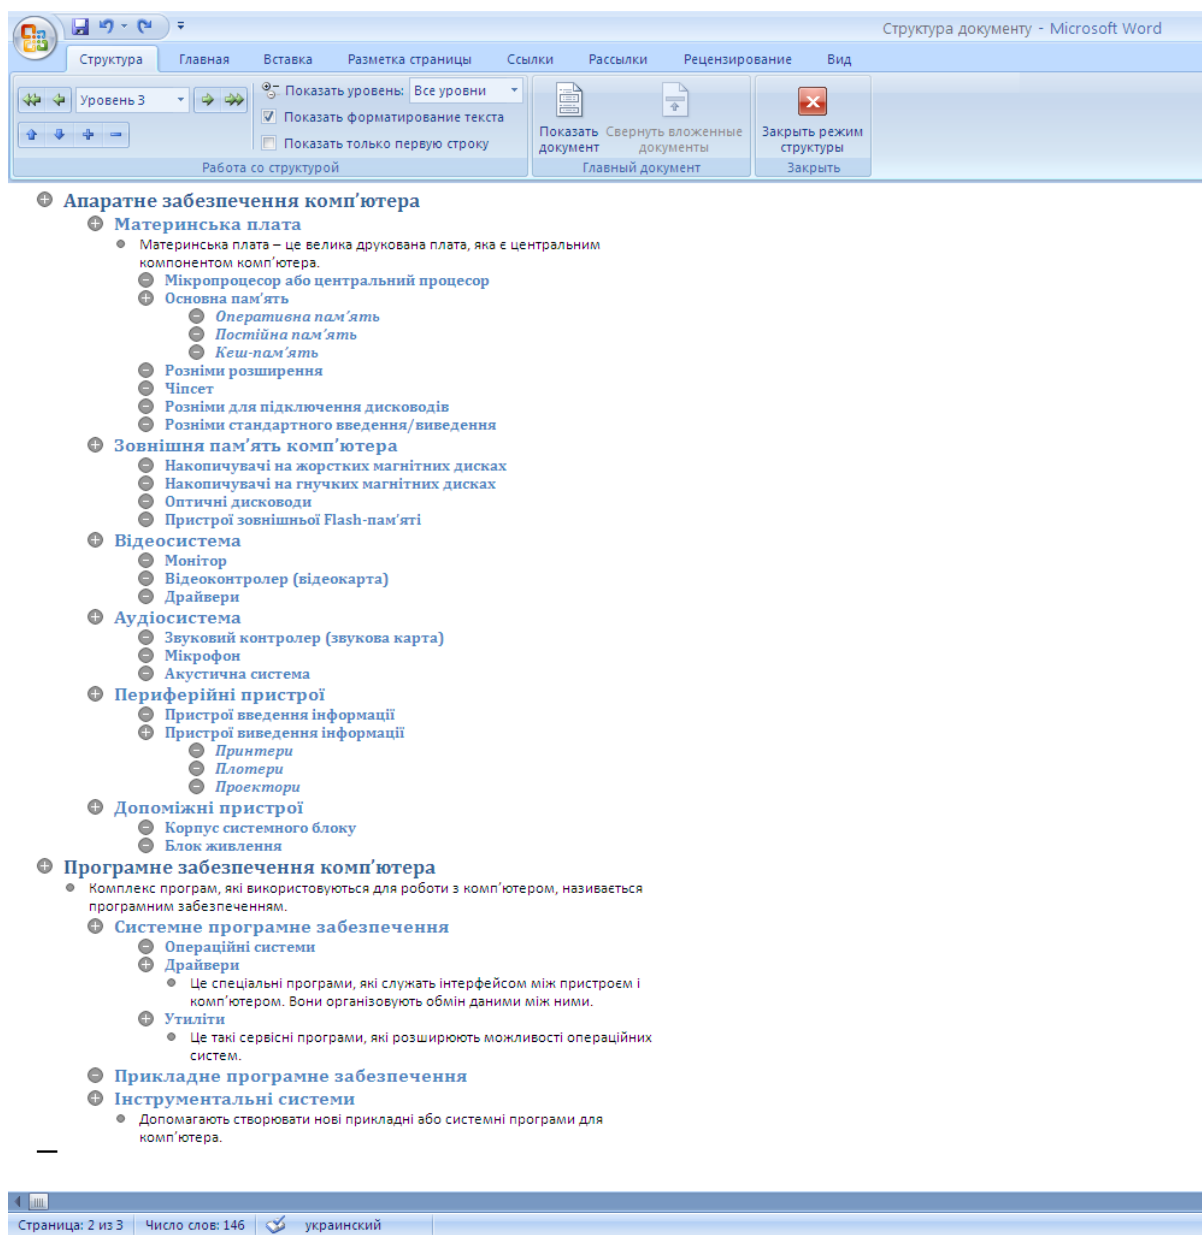 Структура документу - Microsoft Word
Структура Главная Вставка Разметка страницы Ссылки Рассылки Рецензирование Вид
Уровень 3
Показать уровень: Все уровни
Показать форматирование текста
Показать только первую строку
Показать документ
Свернуть вложенные документы
Закрыть режим структуры
Работа со структурой Главный документ Закрыть
Апаратне забезпечення комп'ютера
Материнська плата
Материнська плата – це велика друкована плата, яка є центральним
компонентом комп'ютера.
Мікропроцесор або центральний процесор
Основна пам'ять
Оперативна пам'ять
Постійна пам'ять
Кеш-пам'ять
Розніми розширення
Чіпсет
Розніми для підключення дисководів
Розніми стандартного введення/виведення
Зовнішня пам'ять комп'ютера
Накопичувачі на жорстких магнітних дисках
Накопичувачі на гнучких магнітних дисках
Оптичні дисководи
Пристрої зовнішньої Flash-пам'яті
Відеосистема
Монітор
Відеоконтролер (відеокарта)
Драйвери
Аудіосистема
Звуковий контролер (звукова карта)
Мікрофон
Акустична система
Периферійні пристрої
Пристрої введення інформації
Пристрої виведення інформації
Принтери
Плотери
Проектори
Допоміжні пристрої
Корпус системного блоку
Блок живлення
Програмне забезпечення комп'ютера
Комплекс програм, які використовуються для роботи з комп'ютером, називається
програмним забезпеченням.
Системне програмне забезпечення
Операційні системи
Драйвери
Це спеціальні програми, які служать інтерфейсом між пристроєм і
комп'ютером. Вони організовують обмін даними між ними.
Утиліти
Це такі сервісні програми, які розширюють можливості операційних
систем.
Прикладне програмне забезпечення
Інструментальні системи
Допомагають створювати нові прикладні або системні програми для
комп'ютера.
Страница: 2 из 3 Число слов: 146 украинский